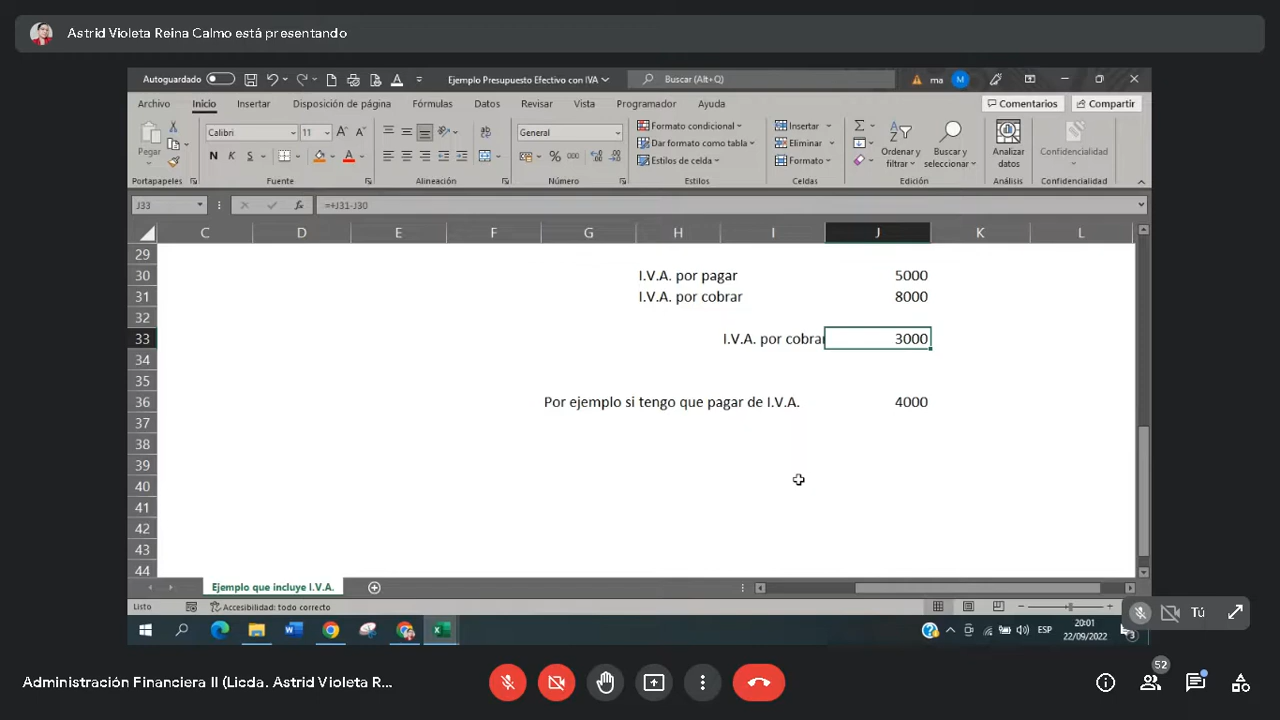 Astrid Violeta Reina Calmo está presentando
Autoguardado
Ejemplo Presupuesto Efectivo con IVA
Buscar (Alt+Q)
ma
M
Archivo Inicio Insertar Disposición de página Fórmulas Datos Revisar Vista Programador Ayuda
Comentarios
Compartir
Pegar
Calibri
11
General
Formato condicional
Insertar
Dar formato como tabla
Eliminar
Estilos de celda
Formato
N K S
Ordenar y filtrar
Buscar y seleccionar
Analizar datos
Confidencialidad
Portapapeles Fuente Alineación Número Estilos Celdas Edición Análisis Confidencialidad
J33
fx
=+J31-J30
C D E F G H I J K L
29
30 I.V.A. por pagar 5000
31 I.V.A. por cobrar 8000
32
33 I.V.A. por cobrar 3000
34
35
36 Por ejemplo si tengo que pagar de I.V.A. 4000
37
38
39
40
41
42
43
44
Ejemplo que incluye I.V.A.
Listo
Accesibilidad: todo correcto
Tú
ESP
20:01
22/09/2022
3
Administración Financiera II (Licda. Astrid Violeta R...
52